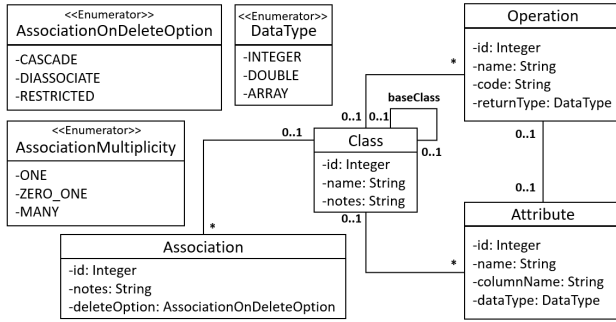 <<Enumerator>>
AssociationOnDeleteOption
-CASCADE
-DIASSOCIATE
-RESTRICTED
<<Enumerator>>
DataType
-INTEGER
-DOUBLE
-ARRAY
Operation
-id: Integer
-name: String
-code: String
-returnType: DataType
*
baseClass
0..1
0..1
0..1
0..1
<<Enumerator>>
AssociationMultiplicity
-ONE
-ZERO_ONE
-MANY
0..1
Class
-id: Integer
-name: String
-notes: String
0..1
0..1
*
*
Association
-id: Integer
-notes: String
-deleteOption: AssociationOnDeleteOption
Attribute
-id: Integer
-name: String
-columnName: String
-dataType: DataType